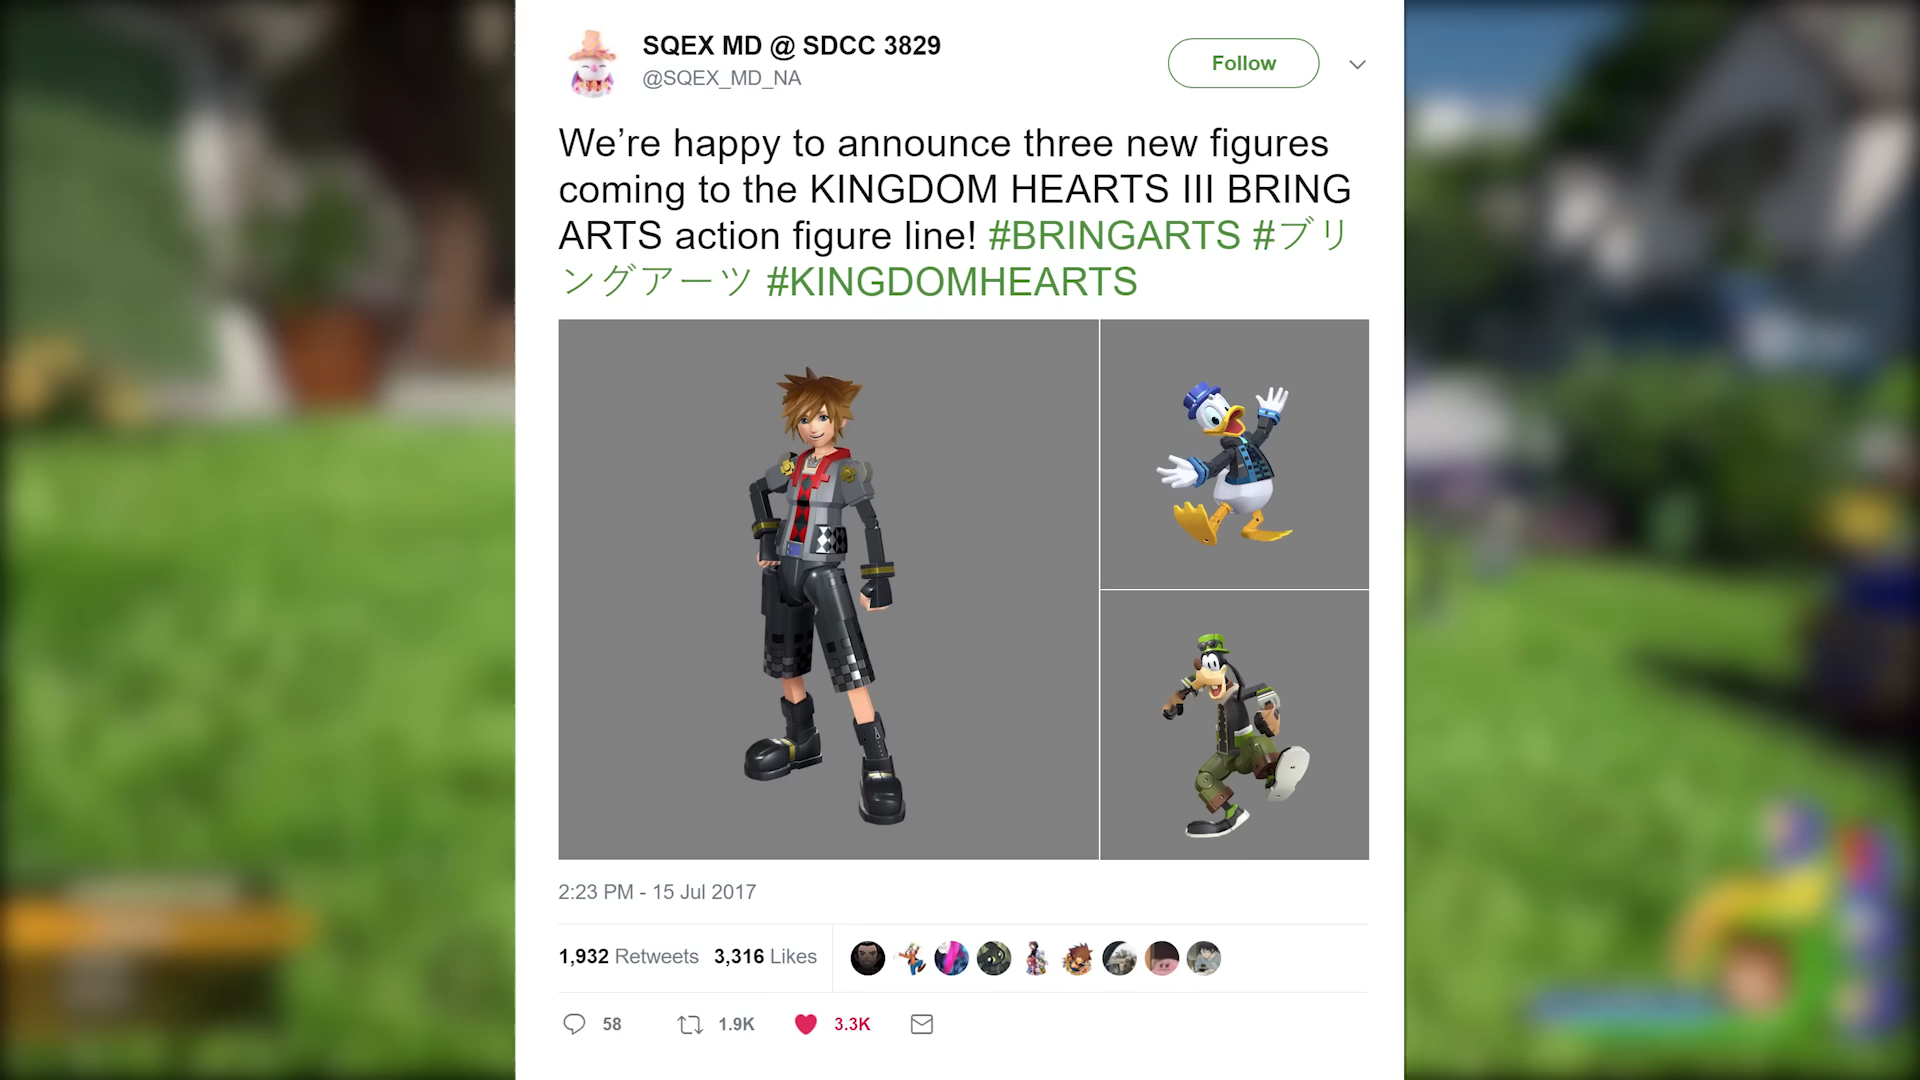 SQEX MD @ SDCC 3829
@SQEX_MD_NA
Follow
We’re happy to announce three new figures
coming to the KINGDOM HEARTS III BRING
ARTS action figure line! #BRINGARTS #ブリ
ングアーツ #KINGDOMHEARTS
2:23 PM - 15 Jul 2017
1,932 Retweets 3,316 Likes
58 1.9K 3.3K